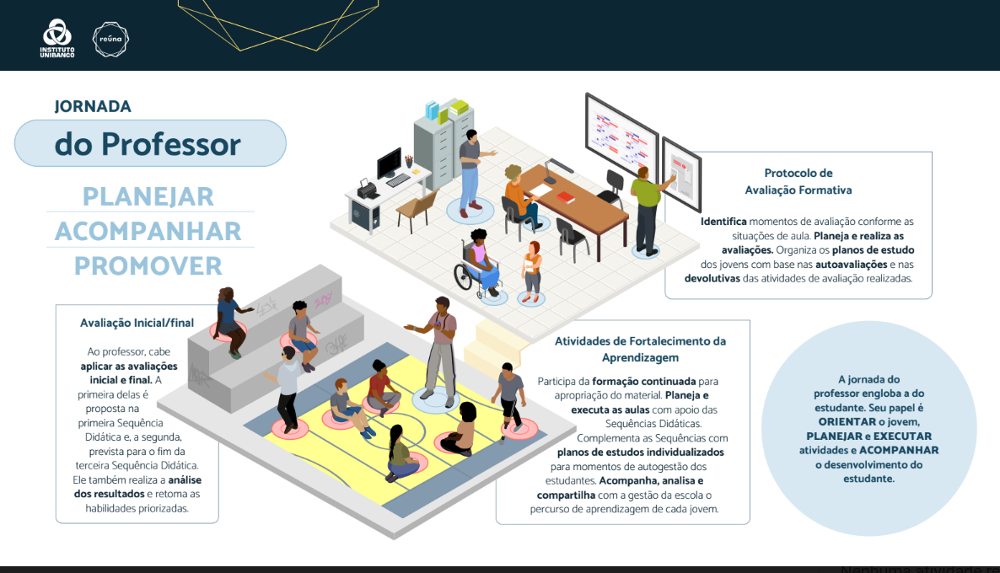 INSTITUTO
UNIBANCO
reúna
JORNADA
do Professor
PLANEJAR
ACOMPANHAR
PROMOVER
Protocolo de
Avaliação Formativa
Identifica momentos de avaliação conforme as
situações de aula. Planeja e realiza as
avaliações. Organiza os planos de estudo
dos jovens com base nas autoavaliações e nas
devolutivas das atividades de avaliação realizadas.
Avaliação Inicial/final
Ao professor, cabe
aplicar as avaliações
inicial e final. A
primeira delas é
proposta na
primeira Sequência
Didática e, a segunda,
prevista para o fim da
terceira Sequência Didática.
Ele também realiza a análise
dos resultados e retoma as
habilidades priorizadas.
Atividades de Fortalecimento da
Aprendizagem
Participa da formação continuada para
apropriação do material. Planeja e
executa as aulas com apoio das
Sequências Didáticas.
Complementa as Sequências com
planos de estudos individualizados
para momentos de autogestão dos
estudantes. Acompanha, analisa e
compartilha com a gestão da escola o
percurso de aprendizagem de cada jovem.
A jornada do
professor engloba a do
estudante. Seu papel é
ORIENTAR o jovem,
PLANEJAR e EXECUTAR
atividades e ACOMPANHAR
o desenvolvimento do
estudante.
Nenhuma atividade re